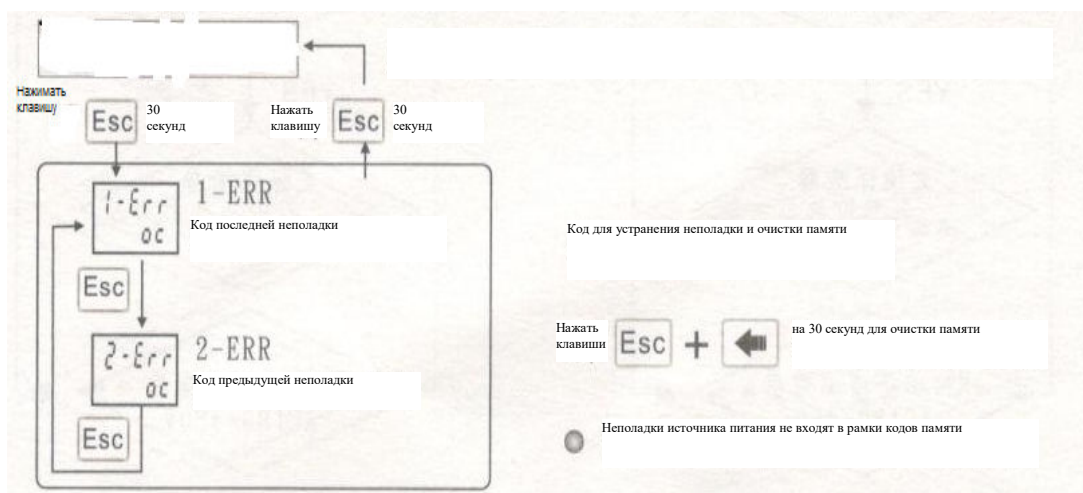 Нажимать
клавишу
Esc
30
секунд
Нажать
клавишу
Esc
30
секунд
1-Err
oc
1-ERR
Код последней неполадки
Esc
2-Err
oc
2-ERR
Код предыдущей неполадки
Esc
Код для устранения неполадки и очистки памяти
Нажать
клавиши
Esc + на 30 секунд для очистки памяти
Неполадки источника питания не входят в рамки кодов памяти